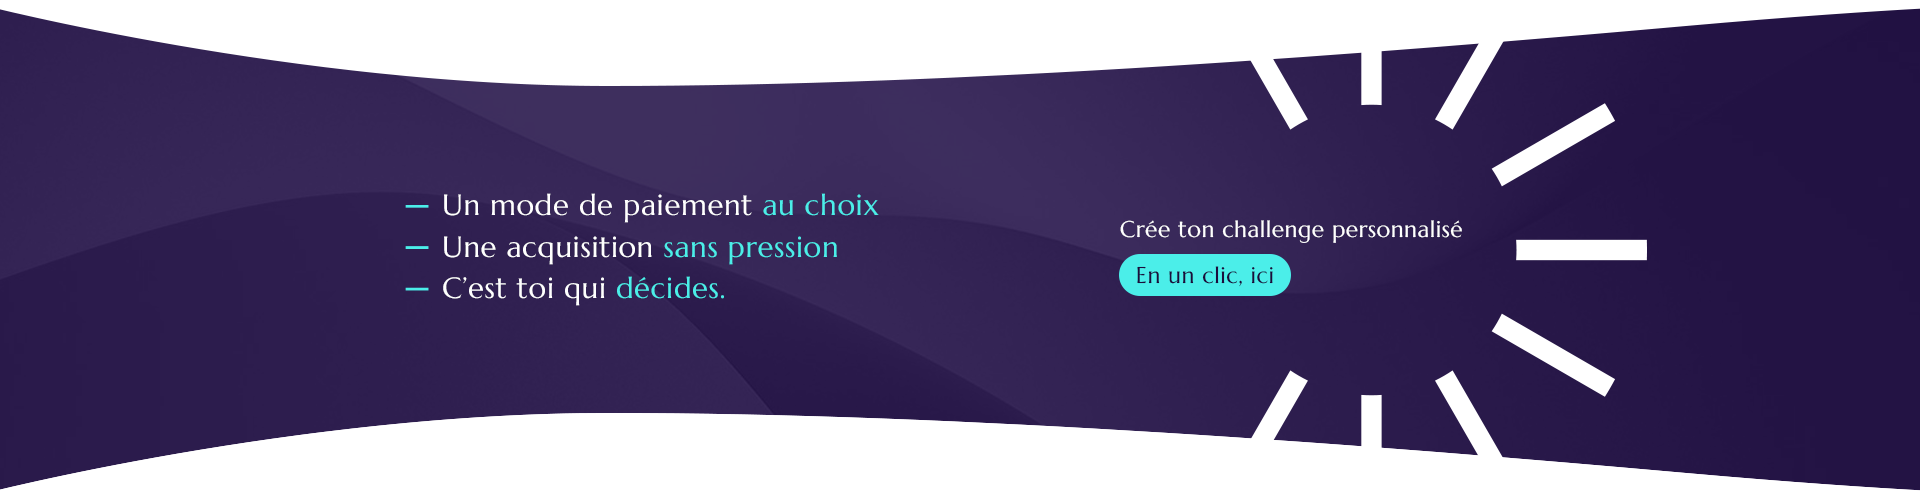 — Un mode de paiement au choix
— Une acquisition sans pression
— C’est toi qui décides.
Crée ton challenge personnalisé
En un clic, ici